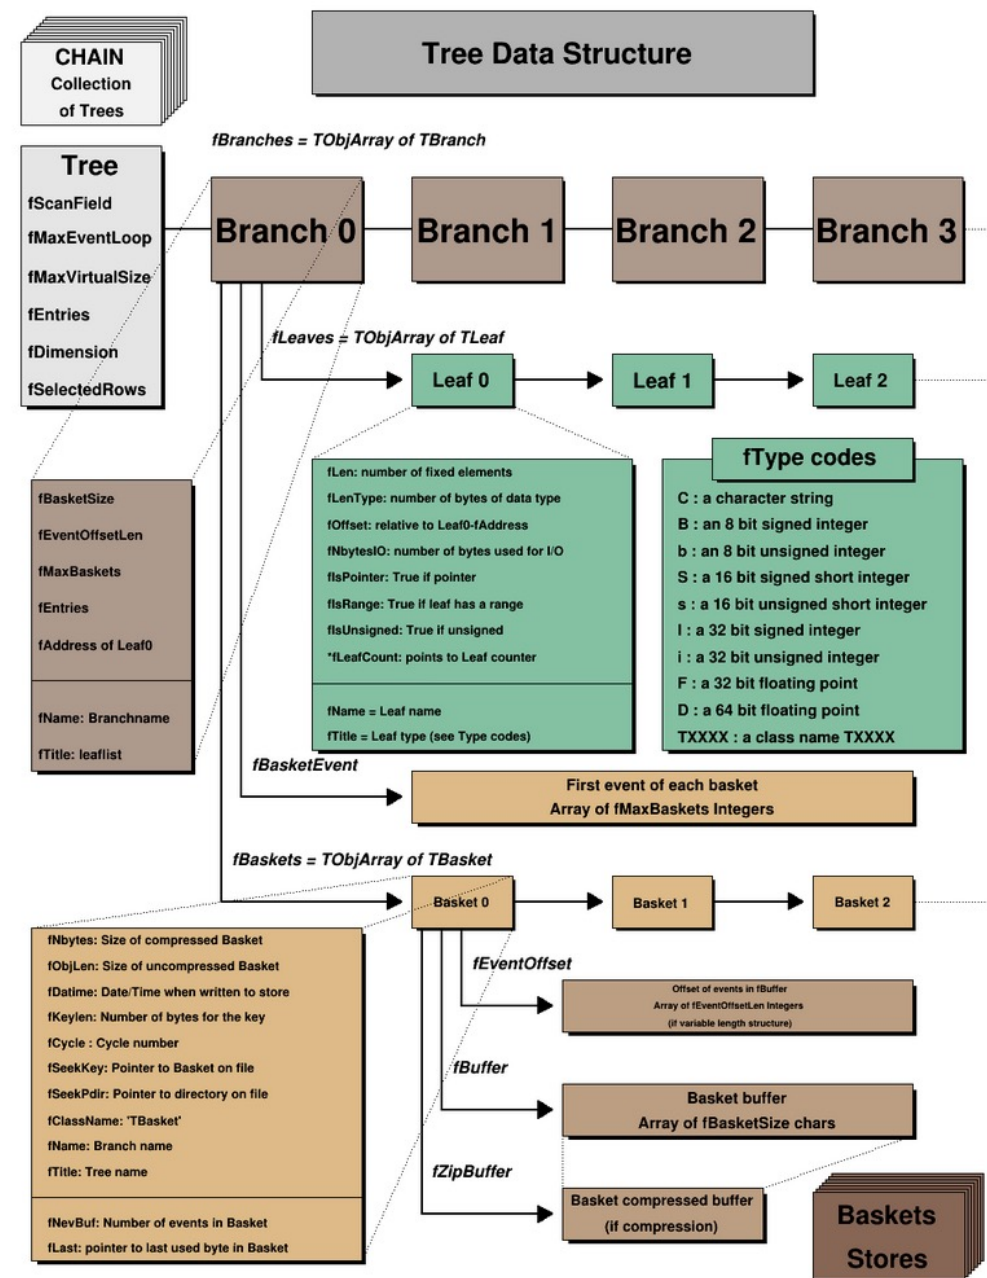 CHAIN
Collection
of Trees
Tree Data Structure
fBranches = TObjArray of TBranch
Tree
fScanField
fMaxEventLoop
fMaxVirtualSize
fEntries
fDimension
fSelectedRows
Branch 0
Branch 1
Branch 2
Branch 3
fLeaves = TObjArray of TLeaf
Leaf 0
Leaf 1
Leaf 2
fBasketSize
fEventOffsetLen
fMaxBaskets
fEntries
fAddress of Leaf0
fName: Branchname
fTitle: leaflist
fLen: number of fixed elements
fLenType: number of bytes of data type
fOffset: relative to Leaf0-fAddress
fNbytesIO: number of bytes used for I/O
fIsPointer: True if pointer
fIsRange: True if leaf has a range
fIsUnsigned: True if unsigned
*fLeafCount: points to Leaf counter
fName = Leaf name
fTitle = Leaf type (see Type codes)
fType codes
C : a character string
B : an 8 bit signed integer
b : an 8 bit unsigned integer
S : a 16 bit signed short integer
s : a 16 bit unsigned short integer
I : a 32 bit signed integer
i : a 32 bit unsigned integer
F : a 32 bit floating point
D : a 64 bit floating point
TXXXX : a class name TXXXX
fBasketEvent
First event of each basket
Array of fMaxBaskets Integers
fBaskets = TObjArray of TBasket
Basket 0
Basket 1
Basket 2
fNbytes: Size of compressed Basket
fObjLen: Size of uncompressed Basket
fDatime: Date/Time when written to store
fKeylen: Number of bytes for the key
fCycle : Cycle number
fSeekKey: Pointer to Basket on file
fSeekPdir: Pointer to directory on file
fClassName: 'TBasket'
fName: Branch name
fTitle: Tree name
fNevBuf: Number of events in Basket
fLast: pointer to last used byte in Basket
fEventOffset
Offset of events in fBuffer
Array of fEventOffsetLen Integers
(if variable length structure)
fBuffer
Basket buffer
Array of fBasketSize chars
fZipBuffer
Basket compressed buffer
(if compression)
Baskets
Stores